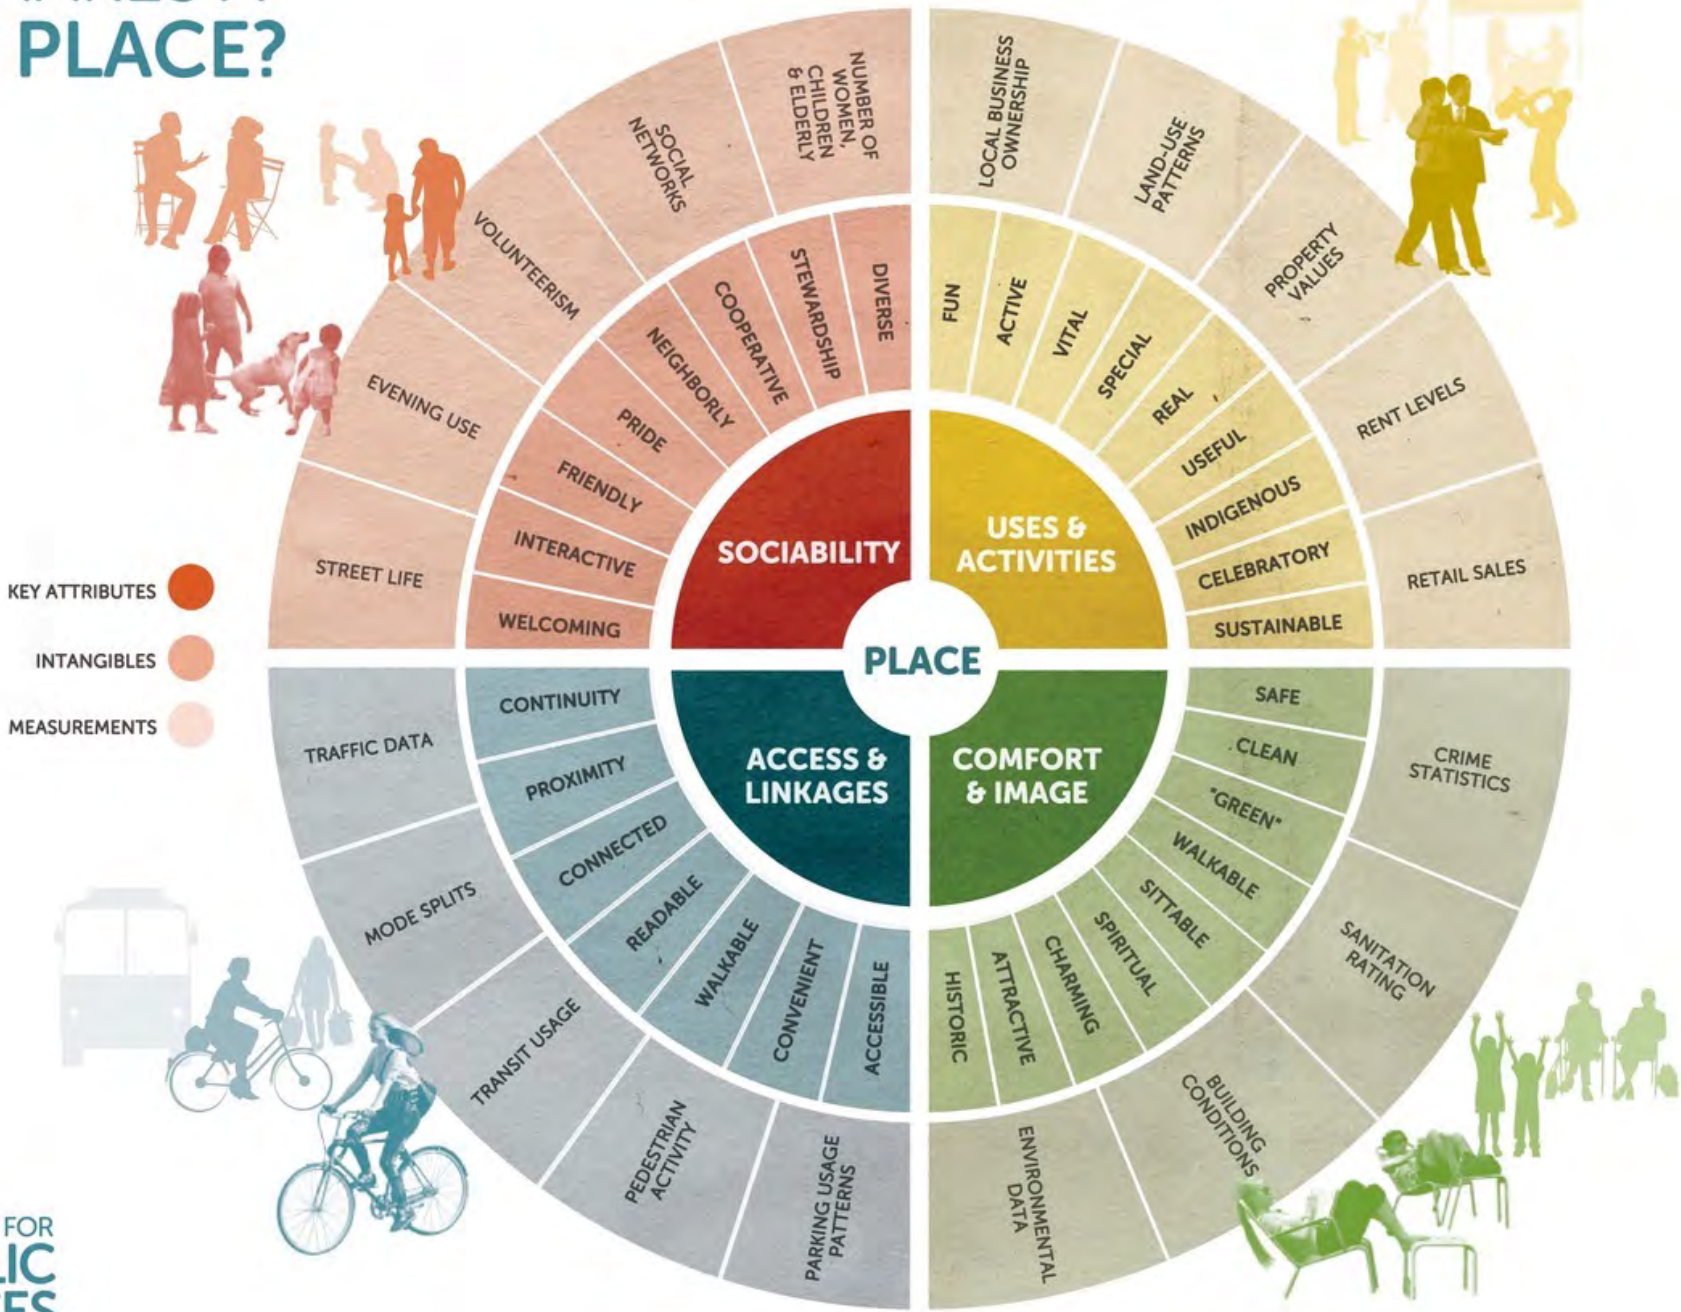 PLACE?
KEY ATTRIBUTES
INTANGIBLES
MEASUREMENTS
PLACE
SOCIABILITY
WELCOMING
INTERACTIVE
FRIENDLY
PRIDE
NEIGHBORLY
COOPERATIVE
STEWARDSHIP
DIVERSE
STREET LIFE
EVENING USE
VOLUNTEERISM
SOCIAL
NETWORKS
NUMBER OF
WOMEN,
CHILDREN
& ELDERLY
USES &
ACTIVITIES
FUN
ACTIVE
VITAL
SPECIAL
REAL
USEFUL
INDIGENOUS
CELEBRATORY
SUSTAINABLE
LOCAL BUSINESS
OWNERSHIP
LAND-USE
PATTERNS
PROPERTY
VALUES
RENT LEVELS
RETAIL SALES
ACCESS &
LINKAGES
CONTINUITY
PROXIMITY
CONNECTED
READABLE
WALKABLE
CONVENIENT
ACCESSIBLE
TRAFFIC DATA
MODE SPLITS
TRANSIT USAGE
PEDESTRIAN
ACTIVITY
PARKING USAGE
PATTERNS
COMFORT
& IMAGE
SAFE
CLEAN
"GREEN"
WALKABLE
SITTABLE
SPIRITUAL
CHARMING
ATTRACTIVE
HISTORIC
CRIME
STATISTICS
SANITATION
RATING
BUILDING
CONDITIONS
ENVIRONMENTAL
DATA
FOR